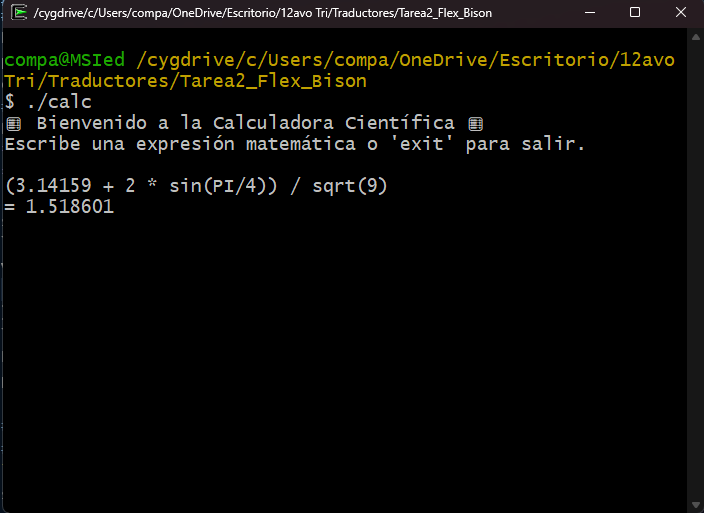 /cygdrive/c/Users/compa/OneDrive/Escritorio/12avo Tri/Traductores/Tarea2_Flex_Bison
compa@MSIed /cygdrive/c/Users/compa/OneDrive/Escritorio/12avo
Tri/Traductores/Tarea2_Flex_Bison
$ ./calc
Bienvenido a la Calculadora Científica
Escribe una expresión matemática o 'exit' para salir.
(3.14159 + 2 * sin(PI/4)) / sqrt(9)
= 1.518601